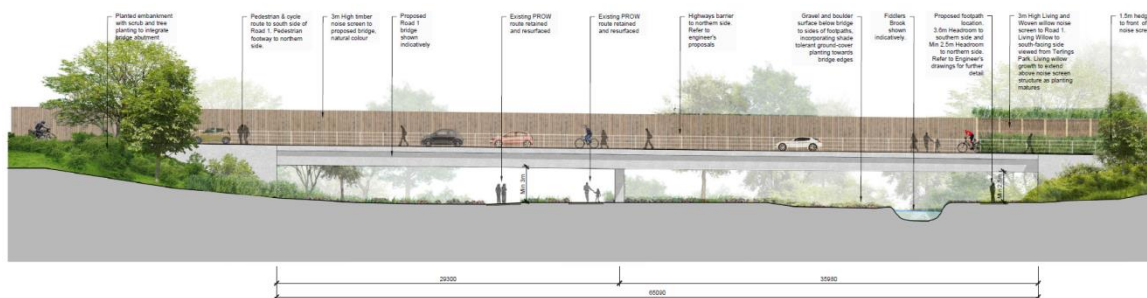 Planted embankment
with scrub and tree
planting to integrate
bridge abutment
Pedestrian & cycle
route to south side of
Road 1. Pedestrian
footway to northern
side.
3m High timber
noise screen to
proposed bridge,
natural colour
Proposed
Road 1
bridge
shown
indicatively
Existing PROW
route retained
and resurfaced
Existing PROW
route retained
and resurfaced
Highways barrier to
northern side.
Refer to
engineer's
proposals
Gravel and boulder
surface below bridge
to sides of footpaths,
incorporating shade
tolerant ground-cover
planting towards
bridge edges
Fiddlers
Brook
shown
indicatively.
Proposed footpath
location.
3.6m Headroom to
southern side and
Min 2.5m Headroom
to northern side.
Refer to Engineer's
drawings for further
detail
3m High Living and
Woven willow noise
screen to Road 1.
Living Willow to
south-facing side
viewed from Terlings
Park. Living willow
growth to extend
above noise screen
structure as planting
matures
1.5m hedg
to front of
noise scre
Min 3m
29300
66090